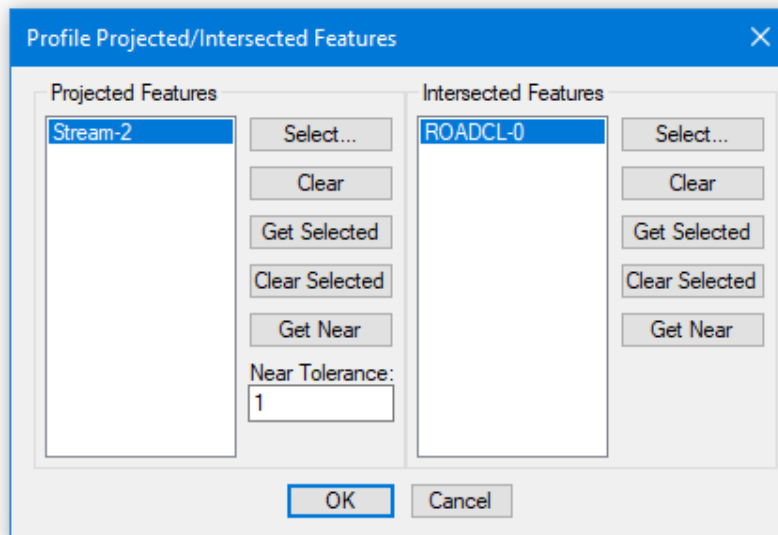 Profile Projected/Intersected Features
Projected Features
Stream-2
Select...
Clear
Get Selected
Clear Selected
Get Near
Near Tolerance:
1
Intersected Features
ROADCL-0
Select...
Clear
Get Selected
Clear Selected
Get Near
OK
Cancel